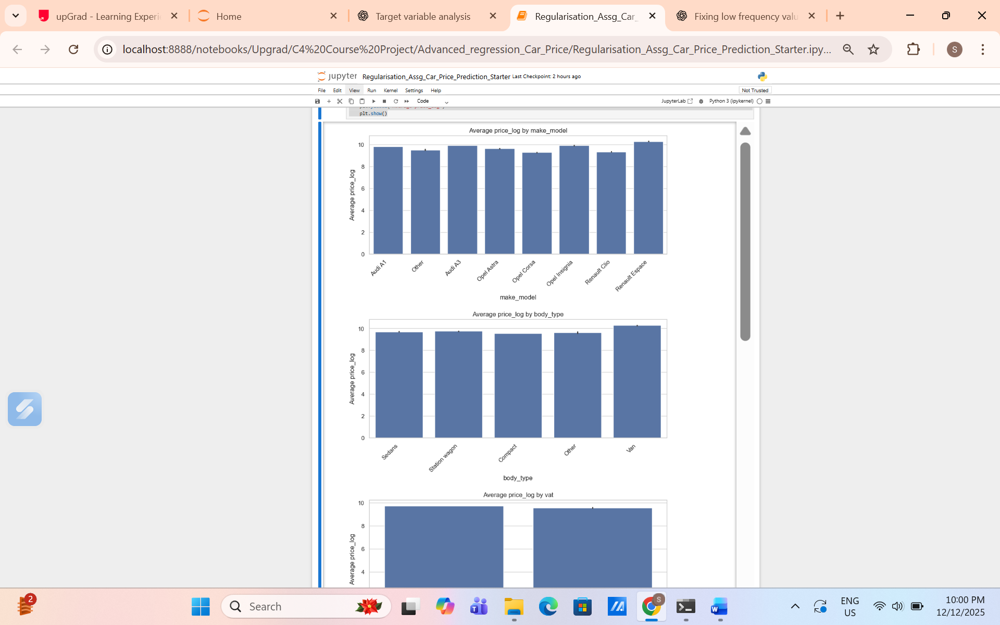 upGrad - Learning Experi
Home
Target variable analysis
Regularisation_Assg_Car_
Fixing low frequency valu
localhost:8888/notebooks/Upgrad/C4%20Course%20Project/Advanced_regression_Car_Price/Regularisation_Assg_Car_Price_Prediction_Starter.ipy...
S
jupyter Regularisation_Assg_Car_Price_Prediction_Starter Last Checkpoint: 2 hours ago
File Edit View Run Kernel Settings Help
Not Trusted
Code
JupyterLab
Python 3 (ipykernel)
plt.show()
Average price_log by make_model
Average price_log
10
8
6
4
2
0
Audi A1
Other
Audi A3
Opel Astra
Opel Corsa
Opel Insignia
Renault Clio
Renault Espace
make_model
Average price_log by body_type
Average price_log
10
8
6
4
2
0
Sedans
Station wagon
Compact
Other
Van
body_type
Average price_log by vat
Average price_log
10
8
6
4
2
Search
S
ENG
US
10:00 PM
12/12/2025